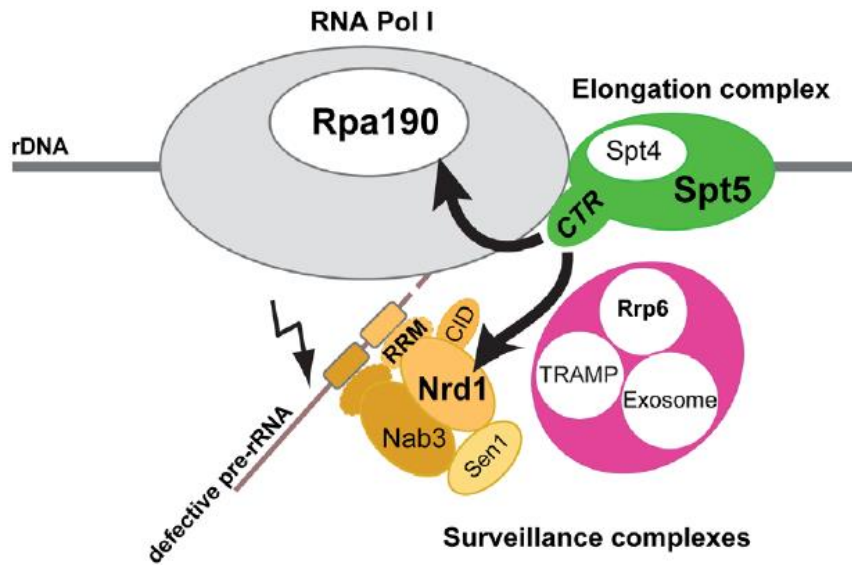 RNA Pol I
Rpa190
Elongation complex
rDNA
Spt4
Spt5
CTR
Rrp6
TRAMP
Exosome
CID
RRM
Nrd1
Nab3
Sen1
defective pre-rRNA
Surveillance complexes